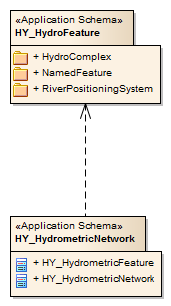 «Application Schema»
HY_HydroFeature
+ HydroComplex
+ NamedFeature
+ RiverPositioningSystem
«Application Schema»
HY_HydrometricNetwork
+ HY_HydrometricFeature
+ HY_HydrometricNetwork